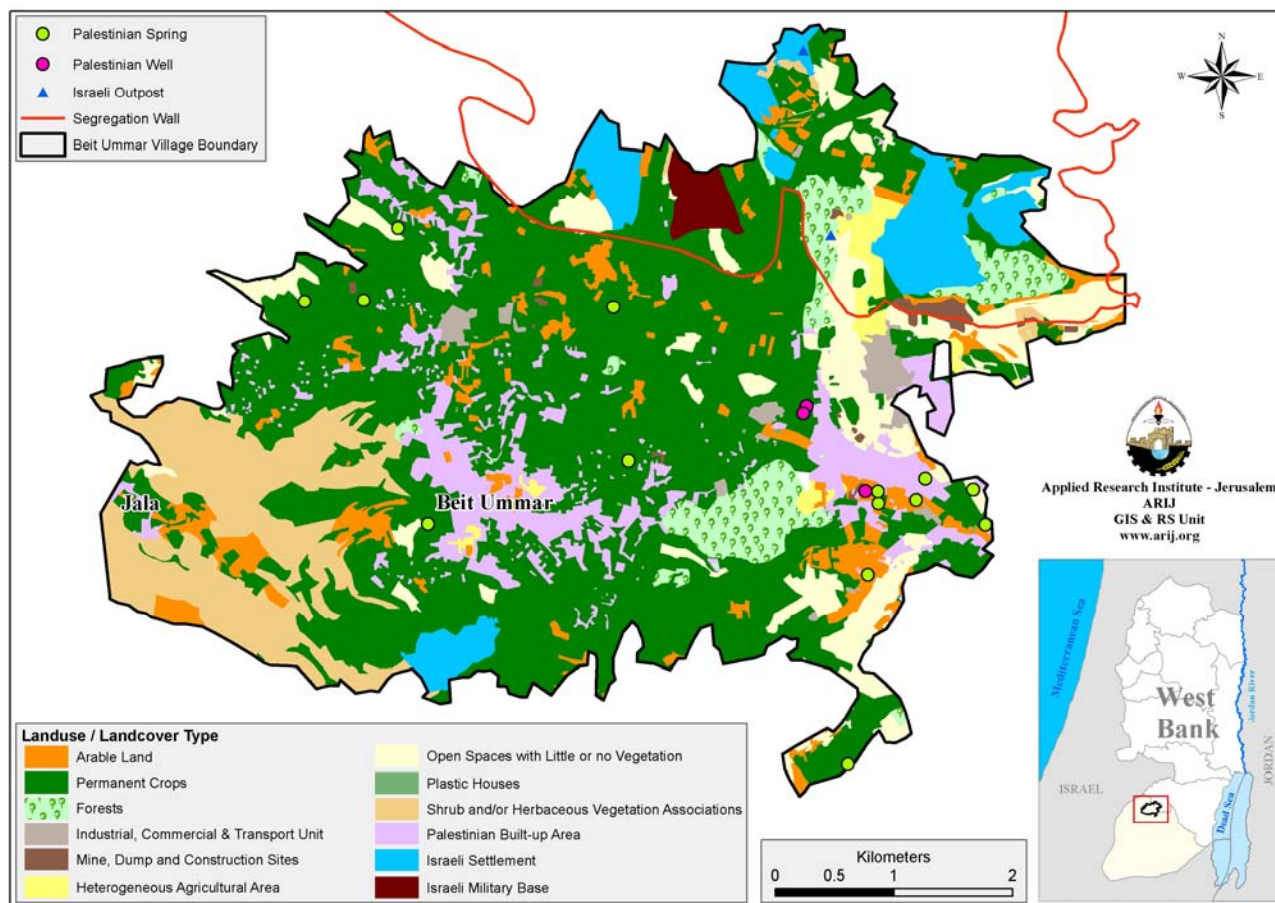 Palestinian Spring
Palestinian Well
Israeli Outpost
Segregation Wall
Beit Ummar Village Boundary
N
W
E
S
Jala
Beit Ummar
Applied Research Institute - Jerusalem
ARIJ
GIS & RS Unit
www.arij.org
Landuse / Landcover Type
Arable Land
Permanent Crops
Forests
Industrial, Commercial & Transport Unit
Mine, Dump and Construction Sites
Heterogeneous Agricultural Area
Open Spaces with Little or no Vegetation
Plastic Houses
Shrub and/or Herbaceous Vegetation Associations
Palestinian Built-up Area
Israeli Settlement
Israeli Military Base
Kilometers
0 0.5 1 2
Mediterranean Sea
Jordan River
West
Bank
ISRAEL
JORDAN
Dead Sea